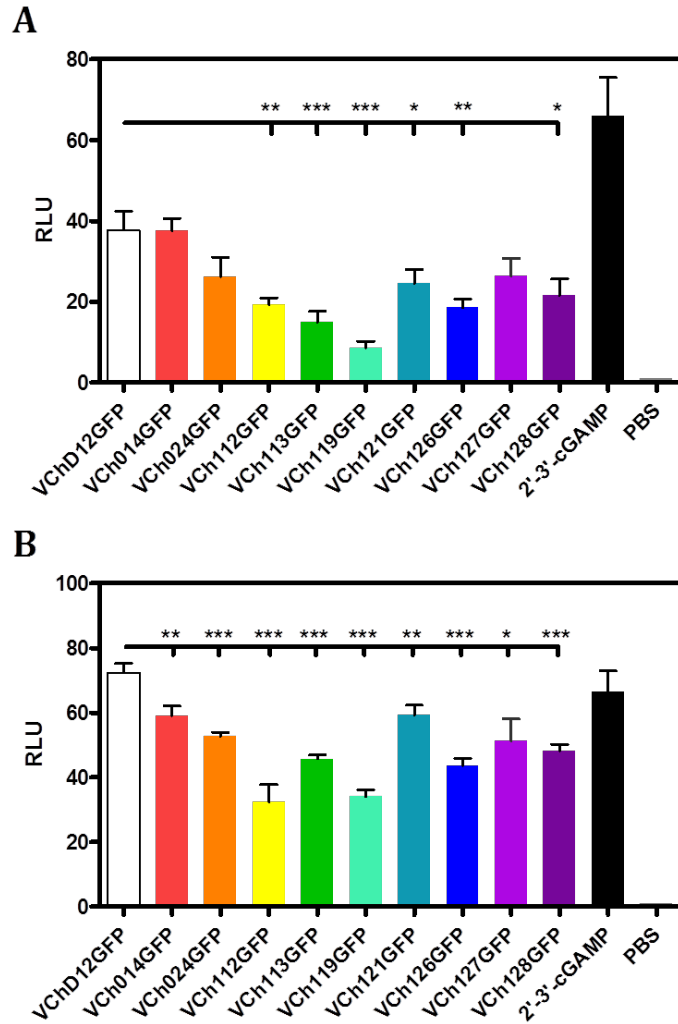 A
80
60
40
20
0
RLU
** *** *** * ** *
VChD12GFP
VCh014GFP
VCh024GFP
VCh112GFP
VCh113GFP
VCh119GFP
VCh121GFP
VCh126GFP
VCh127GFP
VCh128GFP
2'-3'-cGAMP
PBS
B
100
80
60
40
20
0
RLU
** *** *** *** *** ** *** * ***
VChD12GFP
VCh014GFP
VCh024GFP
VCh112GFP
VCh113GFP
VCh119GFP
VCh121GFP
VCh126GFP
VCh127GFP
VCh128GFP
2'-3'-cGAMP
PBS